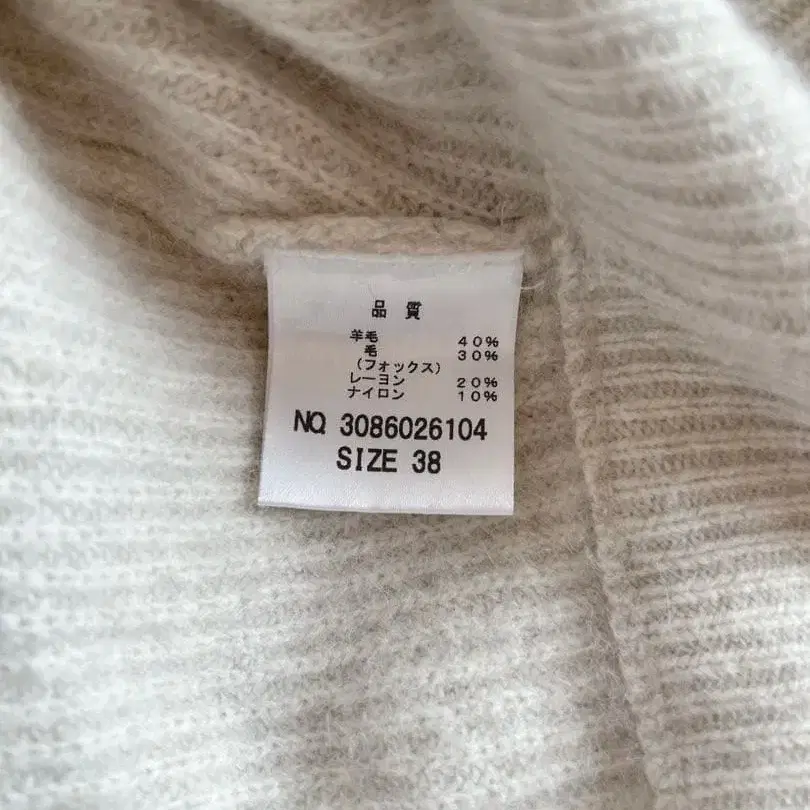 品 質
羊毛 40%
毛 30%
(フォックス)
レーヨン 20%
ナイロン 10%
NO 3086026104
SIZE 38